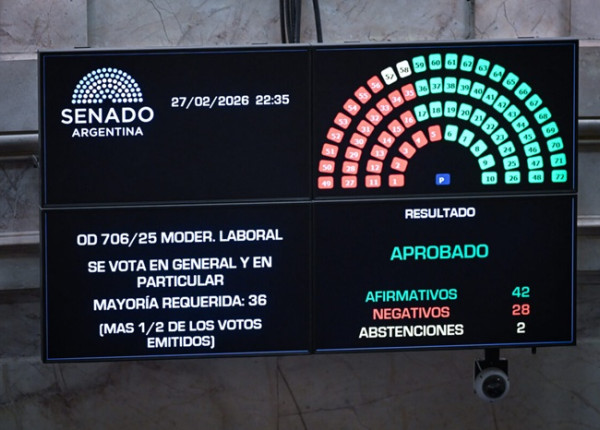 SENADO
ARGENTINA
27/02/2026 22:35
OD 706/25 MODER. LABORAL
SE VOTA EN GENERAL Y EN
PARTICULAR
MAYORÍA REQUERIDA: 36
(MAS 1/2 DE LOS VOTOS
EMITIDOS)
P
RESULTADO
APROBADO
AFIRMATIVOS 42
NEGATIVOS 28
ABSTENCIONES 2